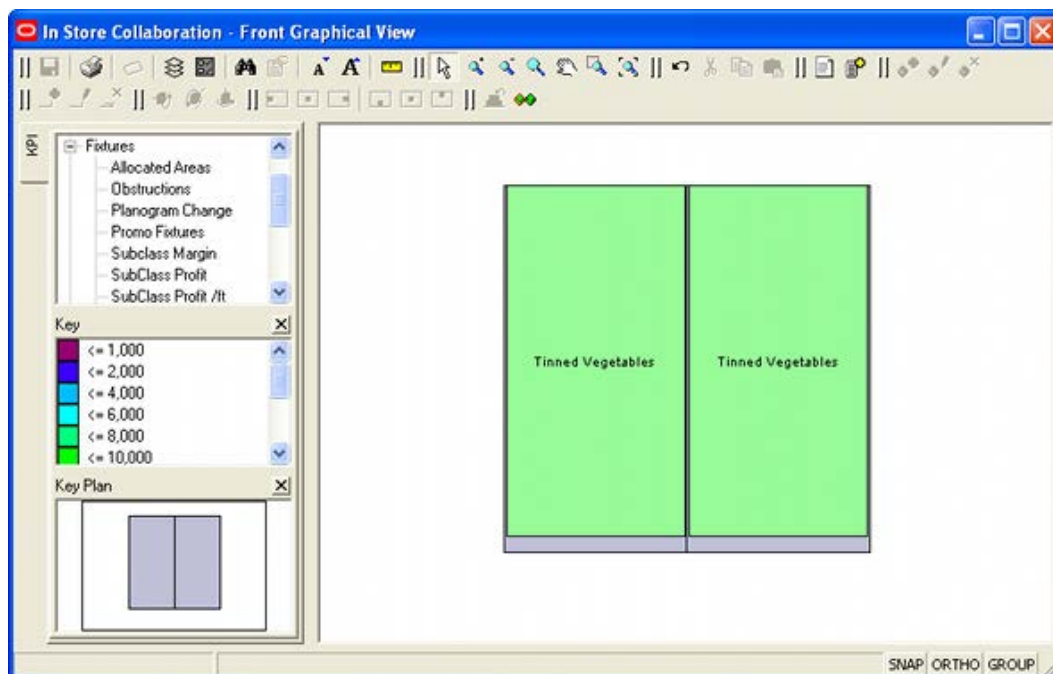 In Store Collaboration - Front Graphical View
A A
KPI
Fixtures
Allocated Areas
Obstructions
Planogram Change
Promo Fixtures
Subclass Margin
SubClass Profit
SubClass Profit /ft
Key
<= 1,000
<= 2,000
<= 4,000
<= 6,000
<= 8,000
<= 10,000
Key Plan
Tinned Vegetables Tinned Vegetables
SNAP ORTHO GROUP